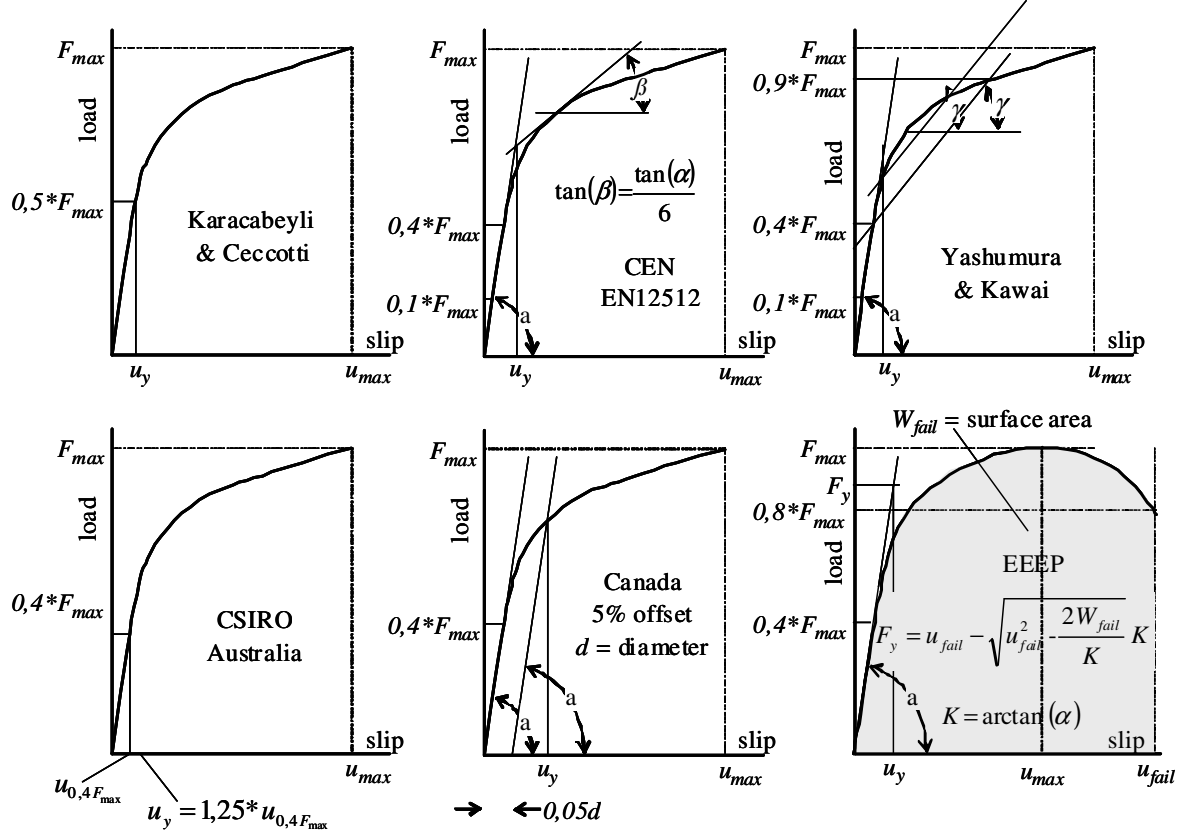 F_max
load
0,5*F_max
Karacabeyli
& Ceccotti
slip
u_y
u_max
F_max
load
β
tan(β)=tan(α)/6
0,4*F_max
CEN
EN12512
0,1*F_max
a
slip
u_y
u_max
F_max
0,9*F_max
γ
γ
load
0,4*F_max
Yashumura
& Kawai
0,1*F_max
a
slip
u_y
u_max
F_max
load
0,4*F_max
CSIRO
Australia
slip
u_max
u_0,4F_max
u_y = 1,25*u_0,4F_max
F_max
load
Canada
5% offset
0,4*F_max
d = diameter
a
a
slip
u_y
u_max
0,05d
W_fail = surface area
F_max
F_y
0,8*F_max
load
EEEP
0,4*F_max
F_y = u_fail − √(u_fail^2 - 2W_fail/K) K
a
K = arctan(α)
slip
u_y
u_max
u_fail